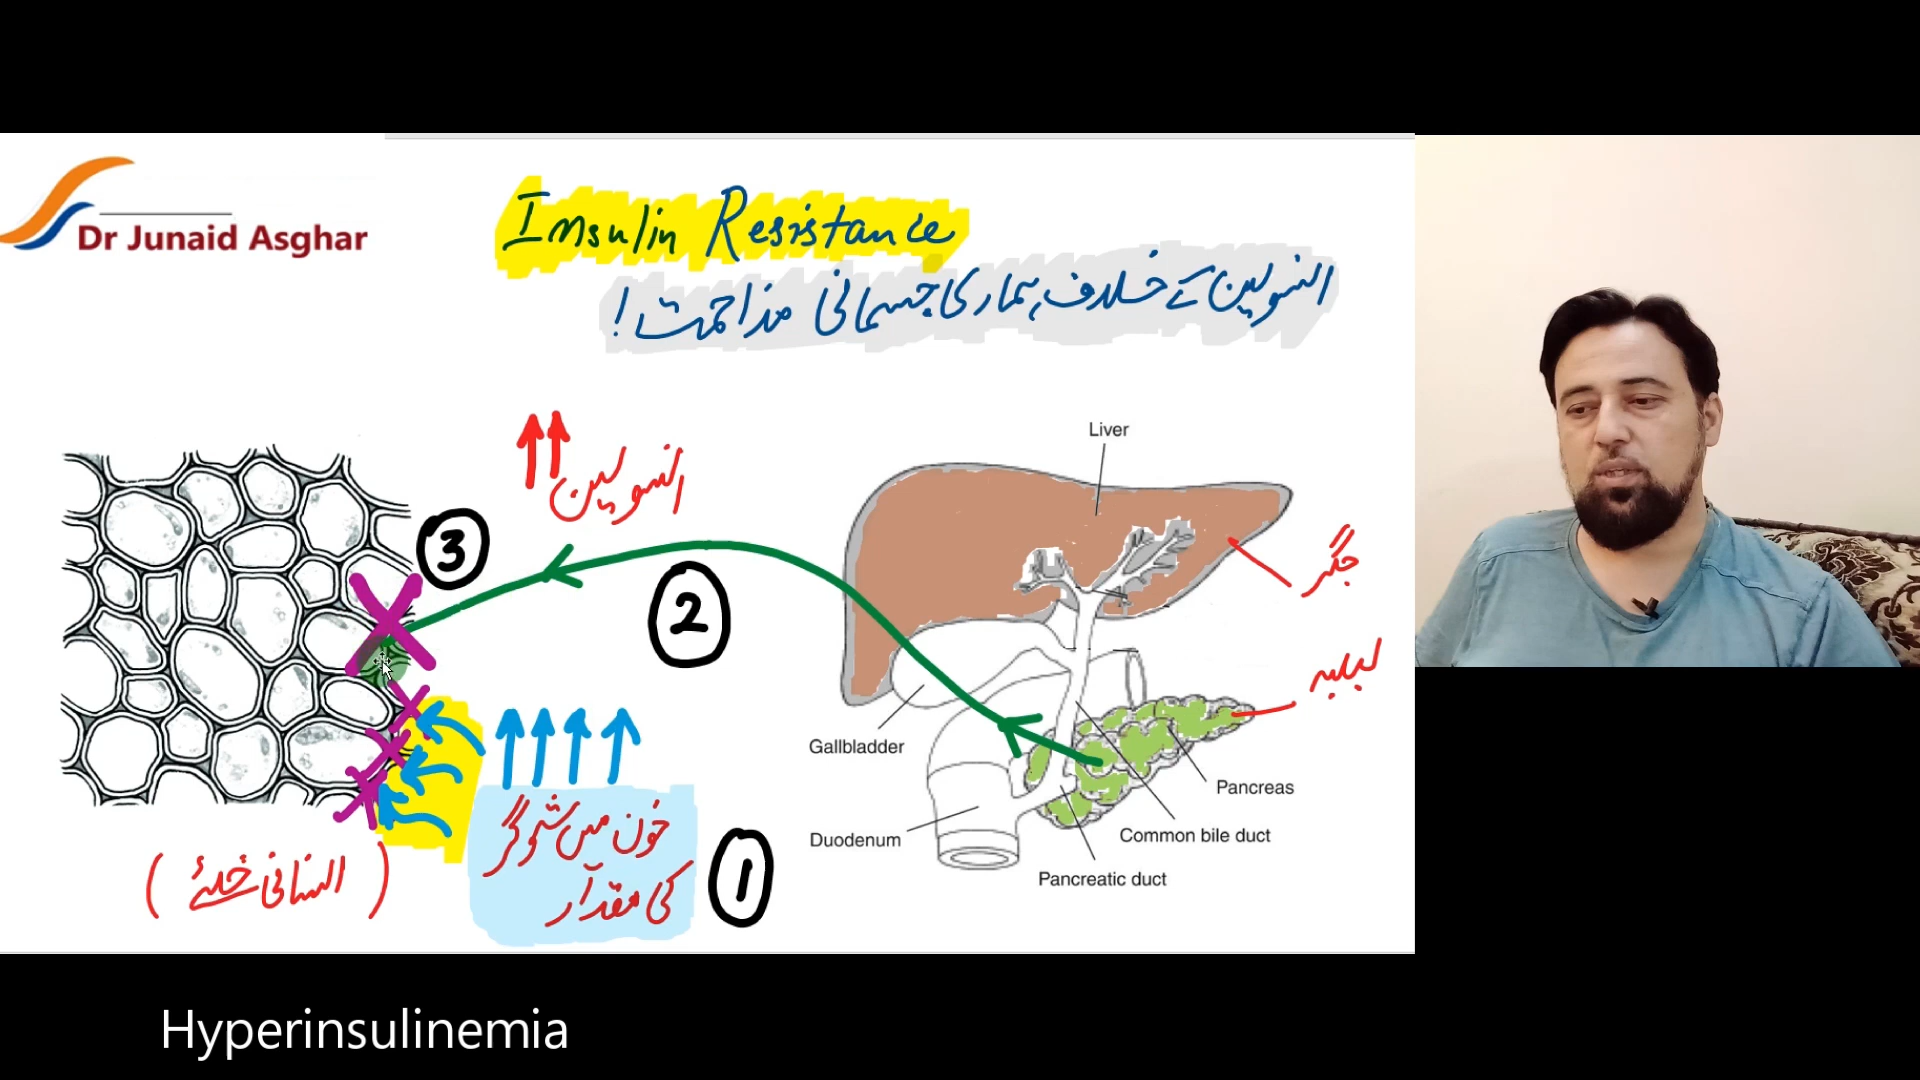 Dr Junaid Asghar
Insulin Resistance
انسولین کے خلاف ہماری جسمانی مزاحمت!
انسولین
3
2
Liver
جگر
لبلبہ
Gallbladder
Pancreas
Duodenum
Common bile duct
Pancreatic duct
خون میں شوگر
کی مقدار
1
(انسانی خلئے)
Hyperinsulinemia